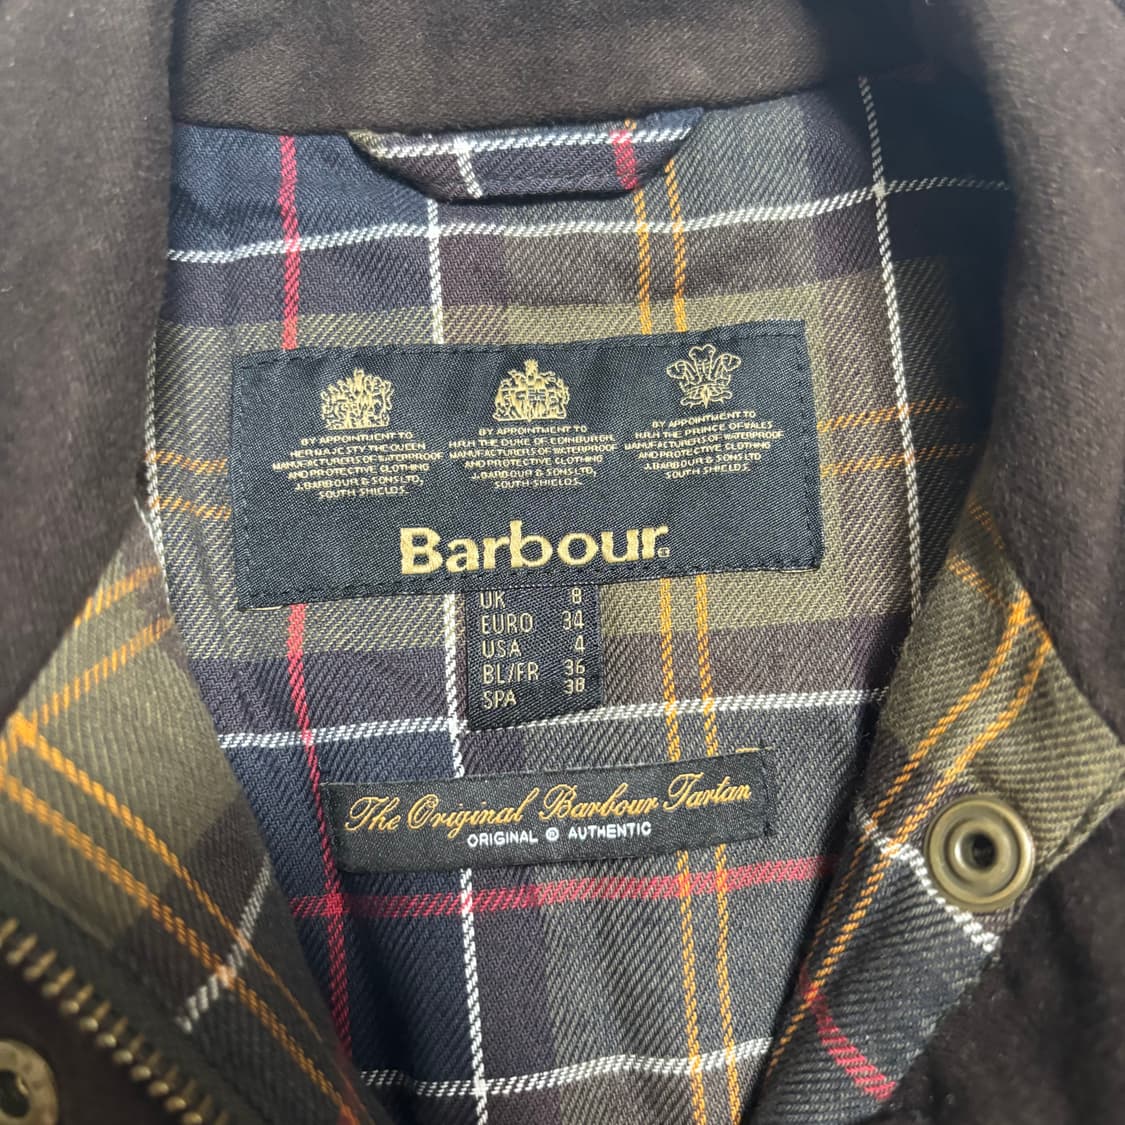 BY APPOINTMENT TO
HER MAJESTY THE QUEEN
MANUFACTURERS OF WATERPROOF
AND PROTECTIVE CLOTHING
J.BARBOUR & SONS LTD,
SOUTH SHIELDS.
BY APPOINTMENT TO
H.R.H THE DUKE OF EDINBURGH,
MANUFACTURERS OF WATERPROOF
AND PROTECTIVE CLOTHING
J.BARBOUR & SONS LTD,
SOUTH SHIELDS.
BY APPOINTMENT TO
H.R.H THE PRINCE OF WALES
MANUFACTURERS OF WATERPROOF
AND PROTECTIVE CLOTHING
J.BARBOUR & SONS LTD,
SOUTH SHIELDS.
Barbour
UK 8
EURO 34
USA 4
BL/FR 36
SPA 38
The Original Barbour Tartan
ORIGINAL ® AUTHENTIC